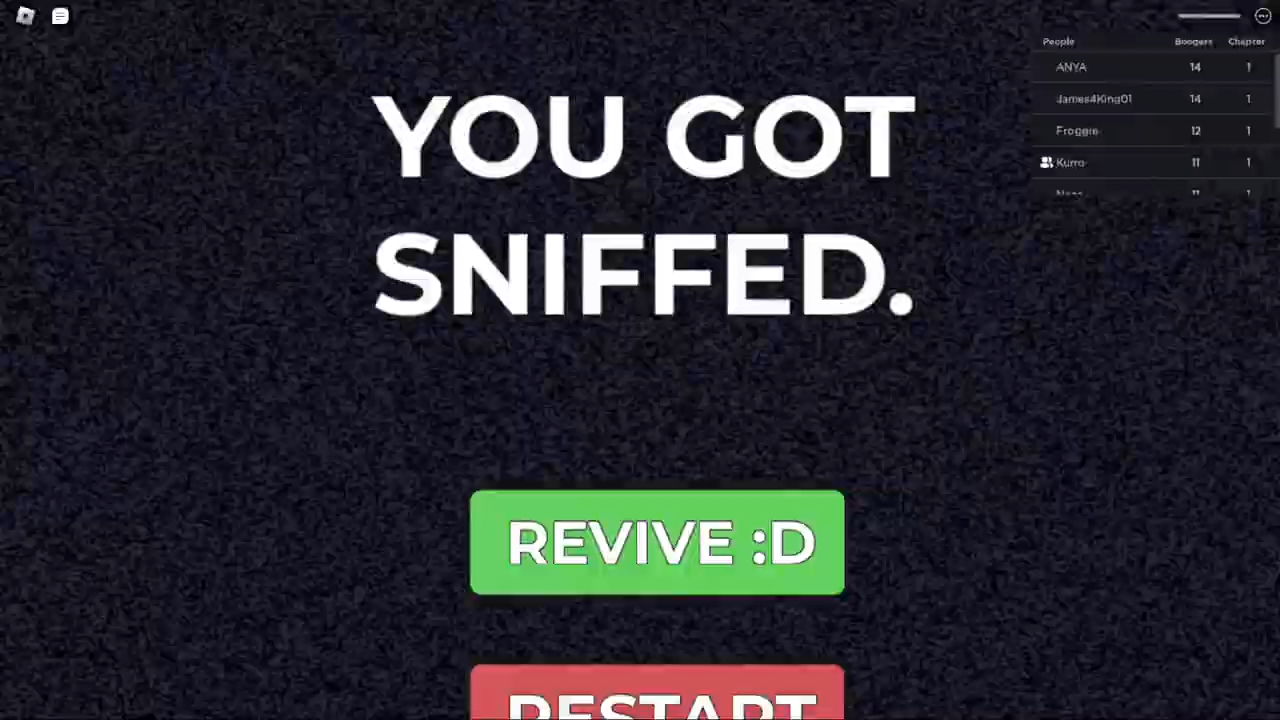 People Boogers Chapter
ANYA 14 1
James4King01 14 1
Froggie 12 1
Kurro 11 1
YOU GOT
SNIFFED.
REVIVE :D
RESTART